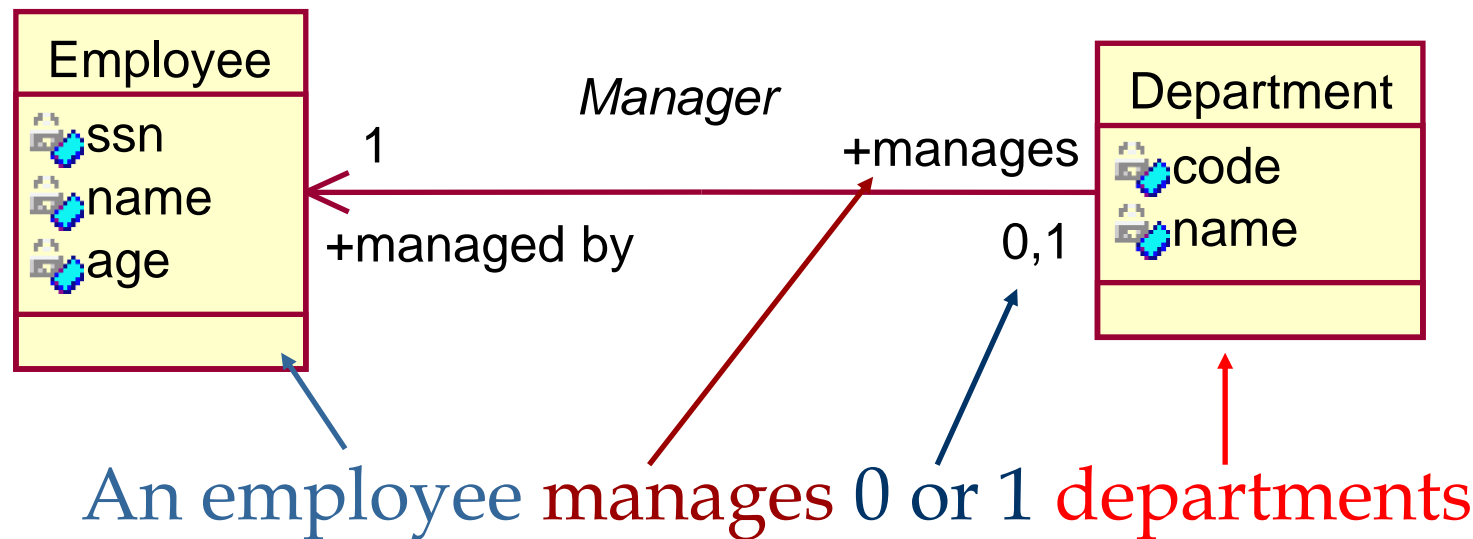 Employee
ssn
name
age
Manager
1
+manages
+managed by
0,1
Department
code
name
An employee manages 0 or 1 departments